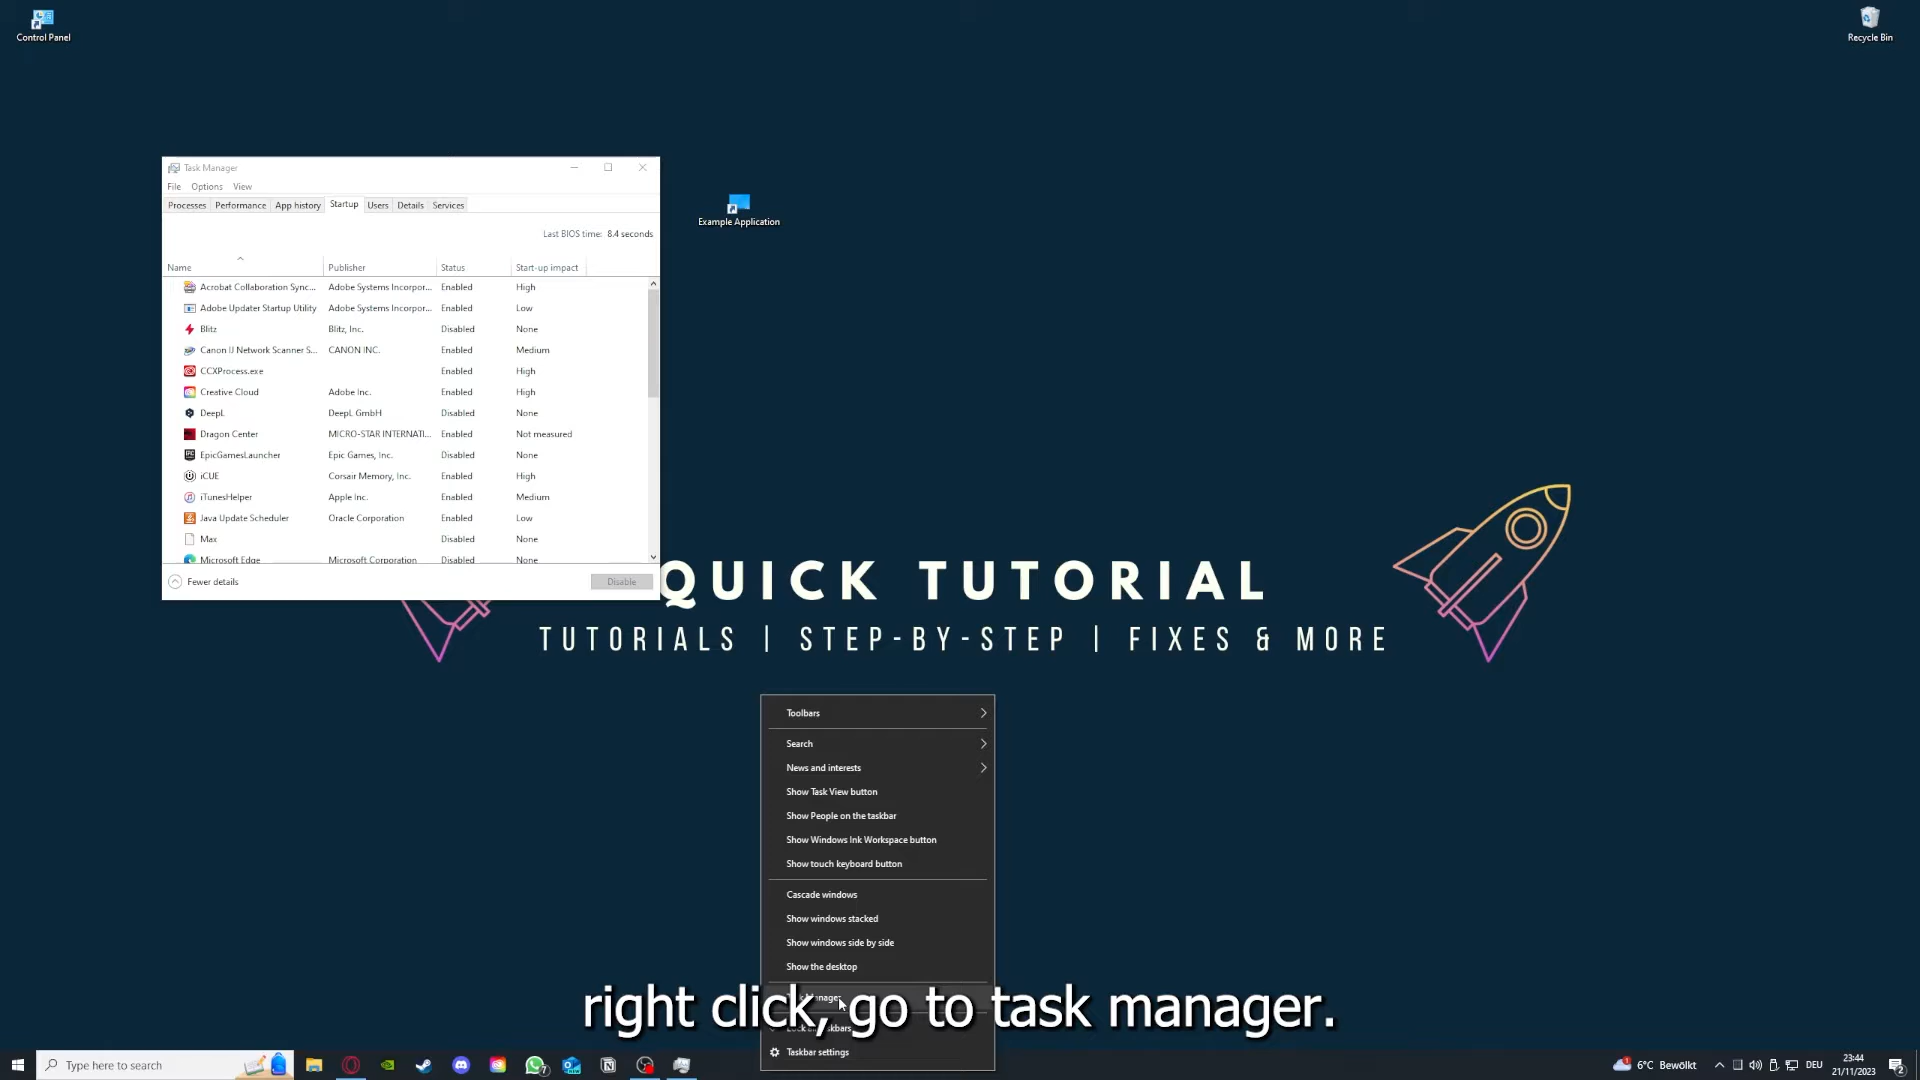 Control Panel
Recycle Bin
Task Manager
File Options View
Processes Performance App history Startup Users Details Services
Last BIOS time: 8.4 seconds
Name Publisher Status Start-up impact
Acrobat Collaboration Sync... Adobe Systems Incorpor... Enabled High
Adobe Updater Startup Utility Adobe Systems Incorpor... Enabled Low
Blitz Blitz, Inc. Disabled None
Canon IJ Network Scanner S... CANON INC. Enabled Medium
CCXProcess.exe Enabled High
Creative Cloud Adobe Inc. Enabled High
DeepL DeepL GmbH Disabled None
Dragon Center MICRO-STAR INTERNATI... Enabled Not measured
EpicGamesLauncher Epic Games, Inc. Disabled None
iCUE Corsair Memory, Inc. Enabled High
iTunesHelper Apple Inc. Enabled Medium
Java Update Scheduler Oracle Corporation Enabled Low
Max Disabled None
Microsoft Edge Microsoft Corporation Disabled None
Fewer details Disable
Example Application
QUICK TUTORIAL
TUTORIALS | STEP-BY-STEP | FIXES & MORE
Toolbars
Search
News and interests
Show Task View button
Show People on the taskbar
Show Windows Ink Workspace button
Show touch keyboard button
Cascade windows
Show windows stacked
Show windows side by side
Show the desktop
Manager
right click, go to task manager.
Taskbar settings
Type here to search
7
1
6°C Bewölkt
DEU
23:44
21/11/2023
2